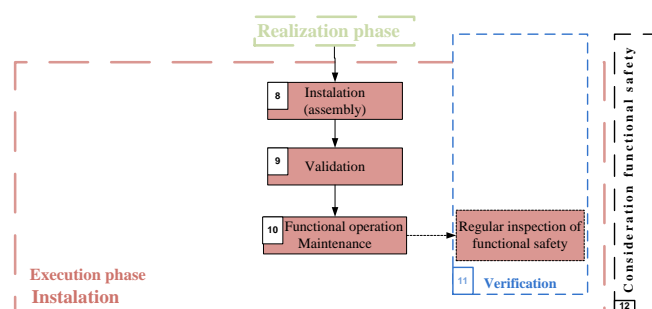 Realization phase
8
Instalation
(assembly)
9
Validation
10
Functional operation
Maintenance
Regular inspection of
functional safety
11
Verification
Execution phase
Instalation
Consideration functional safety
12